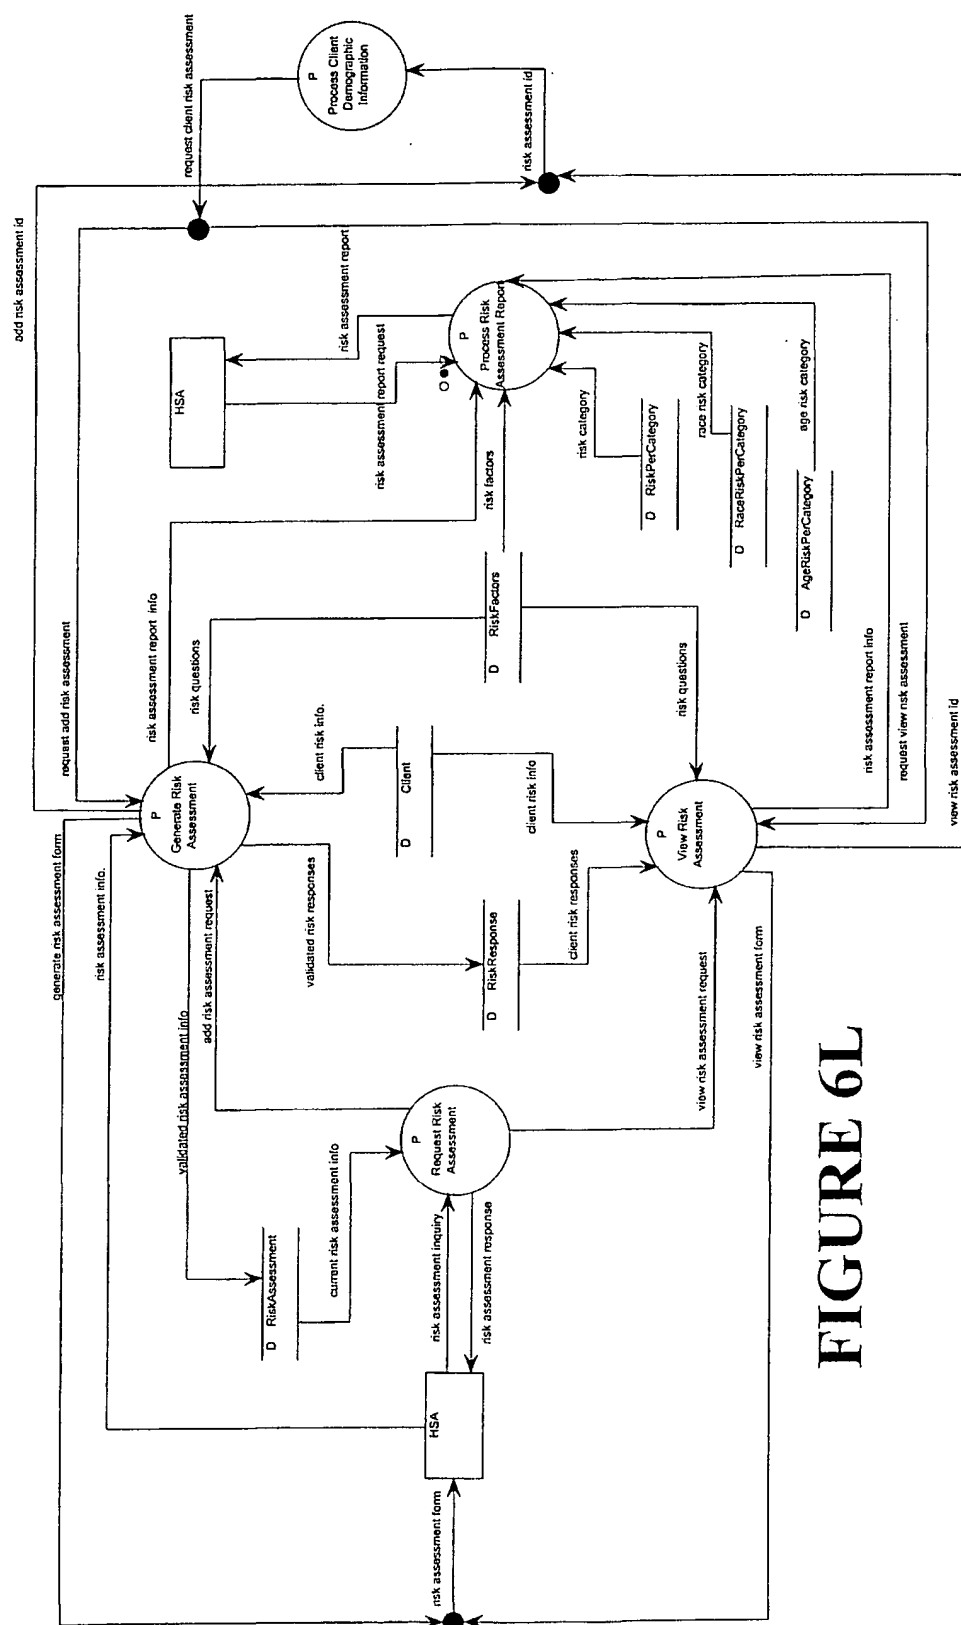 add risk assessment id
request client risk assessment
P
Process Client
Demographic
Information
risk assessment id
request add risk assessment
risk assessment report
HSA
risk assessment report request
P
Process Risk
Assessment Report
risk assessment report info
risk factors
risk category
D RiskPerCategory
race risk category
D RaceRiskPerCategory
age risk category
D AgeRiskPerCategory
generate risk assessment form
risk assessment info.
P
Generate Risk
Assessment
risk questions
D RiskFactors
risk questions
client risk info.
D Client
client risk info
validated risk assessment info
add risk assessment request
validated risk responses
D RiskResponse
client risk responses
P
View Risk
Assessment
risk assessment report info
request view risk assessment
view risk assessment id
D RiskAssessment
current risk assessment info
P
Request Risk
Assessment
view risk assessment request
view risk assessment form
risk assessment inquiry
risk assessment response
HSA
risk assessment form
FIGURE 6L